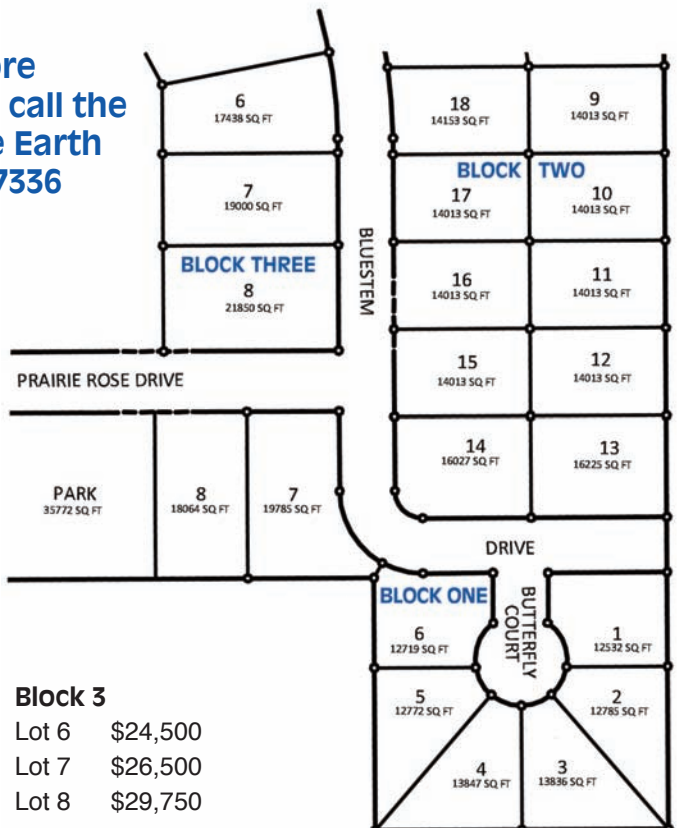 call the
Earth
7336
6
17438 SQ FT
7
19000 SQ FT
BLOCK THREE
8
21850 SQ FT
BLUESTEM
18
14153 SQ FT
9
14013 SQ FT
BLOCK TWO
17
14013 SQ FT
10
14013 SQ FT
16
14013 SQ FT
11
14013 SQ FT
15
14013 SQ FT
12
14013 SQ FT
14
16027 SQ FT
13
16225 SQ FT
PRAIRIE ROSE DRIVE
PARK
35772 SQ FT
8
18064 SQ FT
7
19785 SQ FT
DRIVE
BLOCK ONE
BUTTERFLY
COURT
6
12719 SQ FT
1
12532 SQ FT
5
12772 SQ FT
2
12785 SQ FT
4
13847 SQ FT
3
13836 SQ FT
Block 3
Lot 6 $24,500
Lot 7 $26,500
Lot 8 $29,750